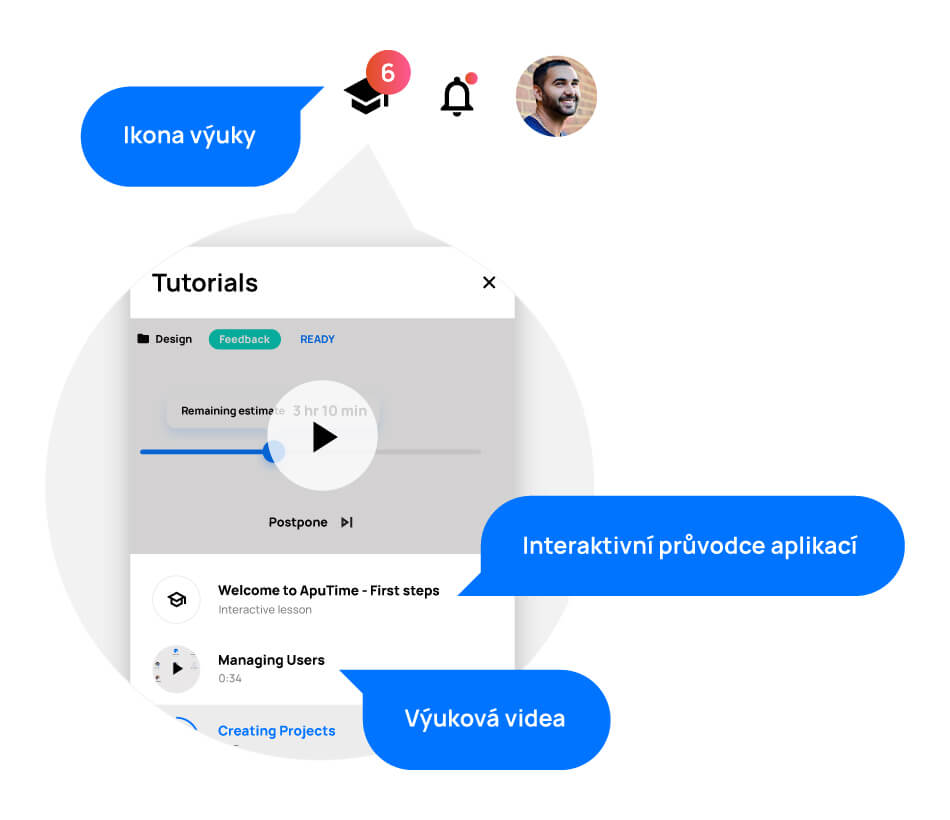 6
Ikona výuky
Tutorials
Design Feedback READY
Remaining estimate 3 hr 10 min
Postpone
Interaktivní průvodce aplikací
Welcome to ApuTime - First steps
Interactive lesson
Managing Users
0:34
Výuková videa
Creating Projects